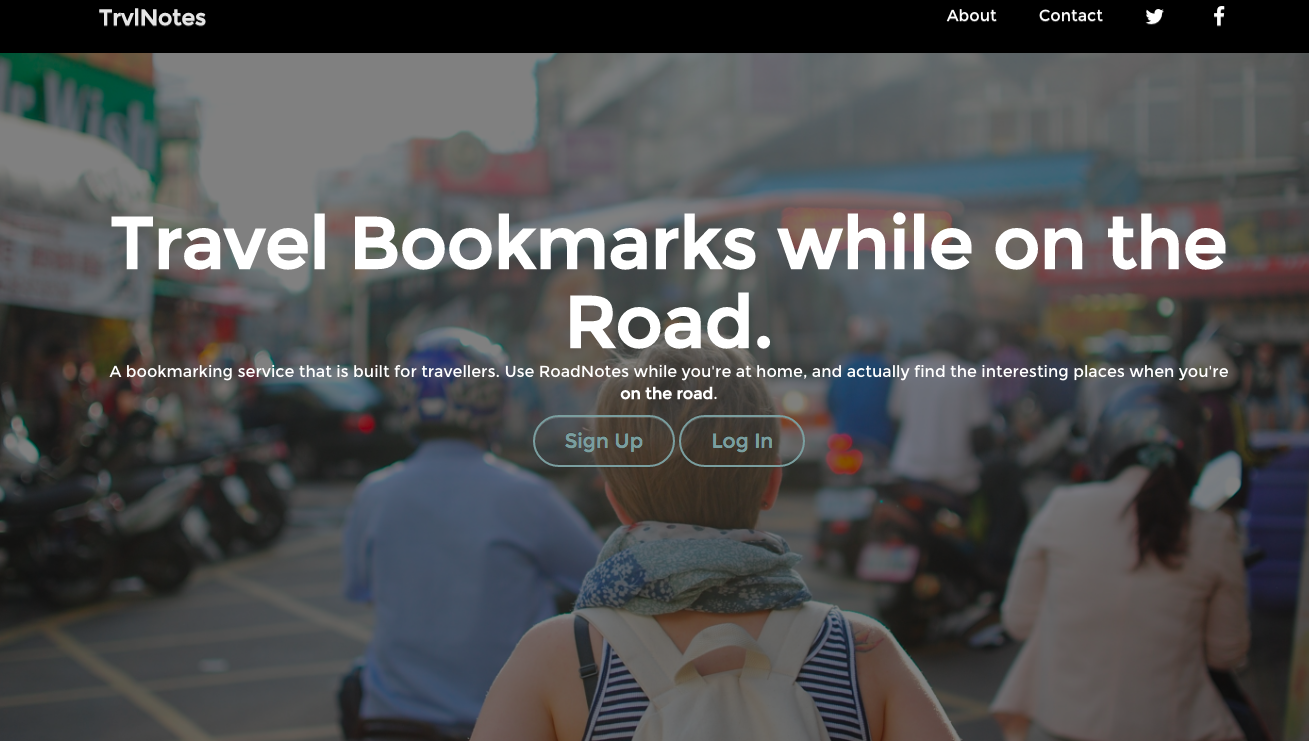 TrvlNotes
About Contact
Travel Bookmarks while on the
Road.
A bookmarking service that is built for travellers. Use RoadNotes while you're at home, and actually find the interesting places when you're
on the road.
Sign Up Log In
Wish